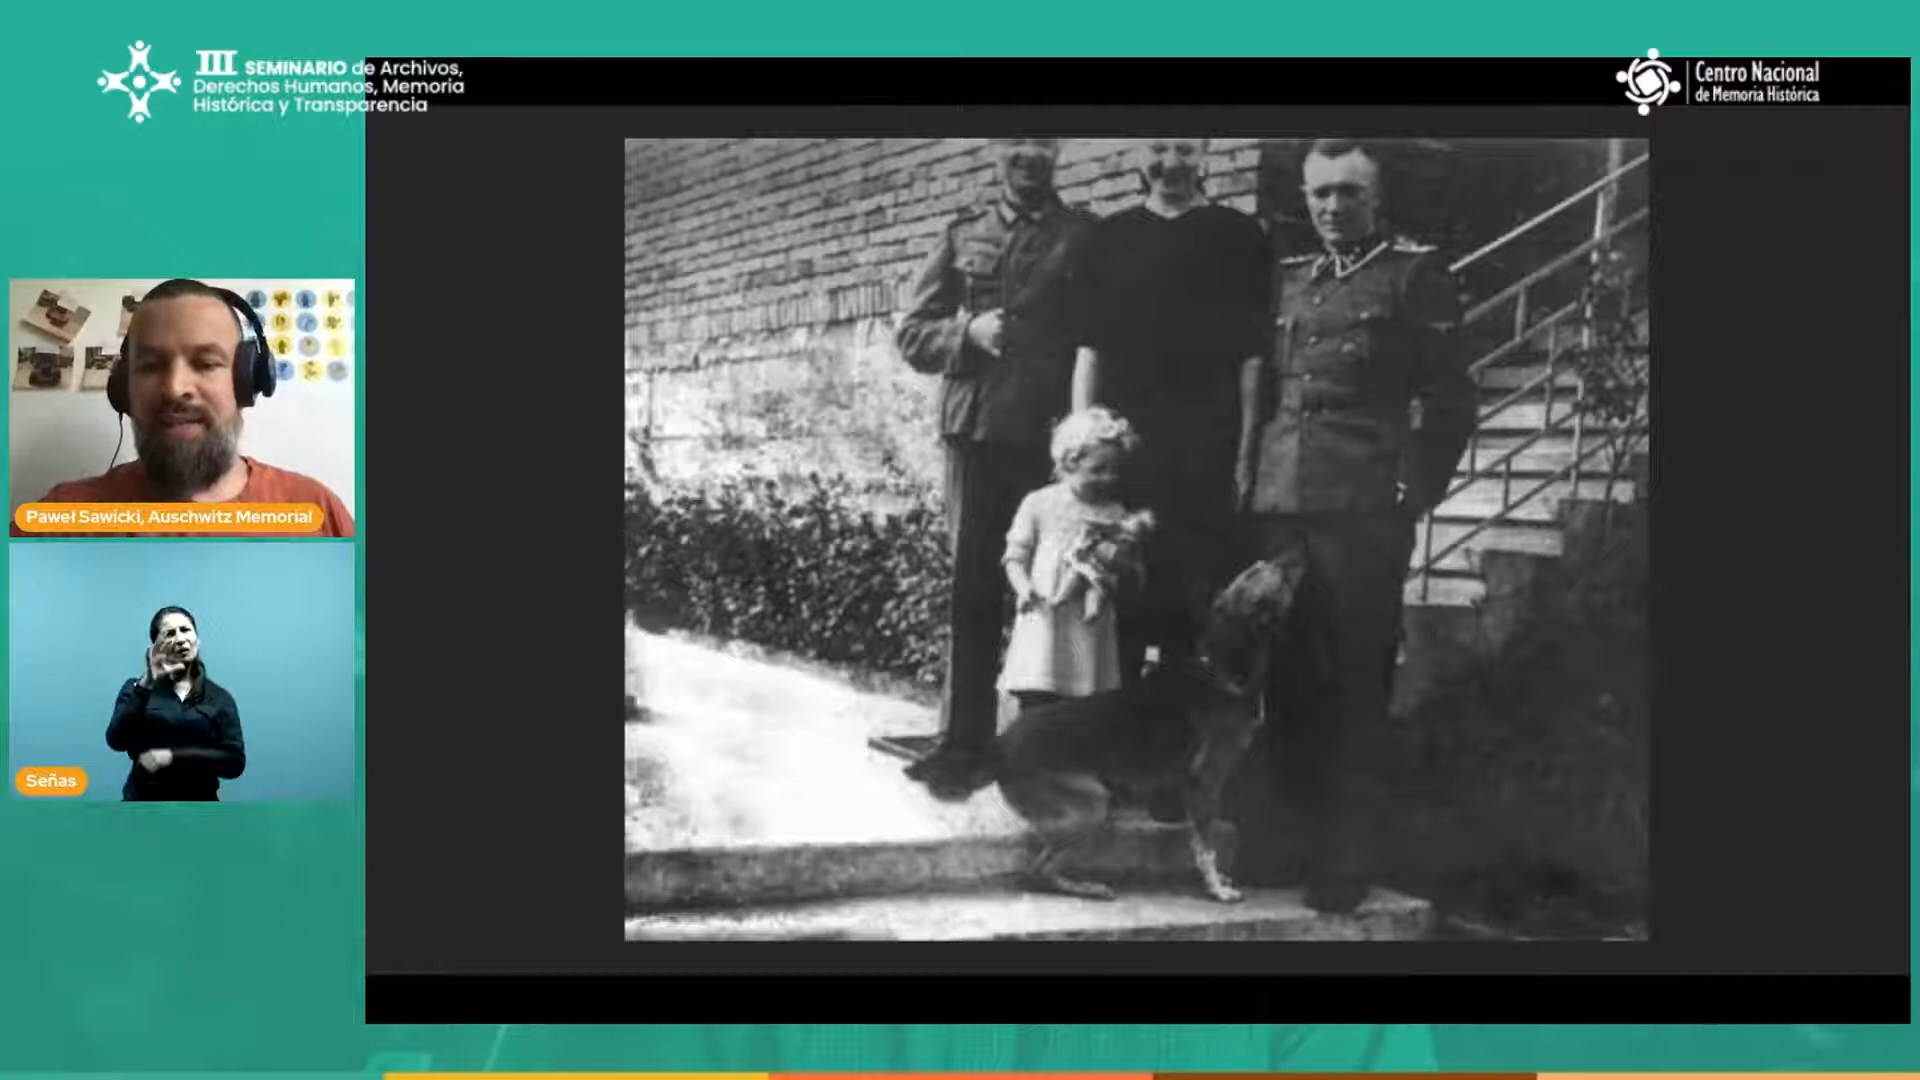 III SEMINARIO de Archivos,
Derechos Humanos, Memoria
Histórica y Transparencia
Centro Nacional
de Memoria Histórica
Paweł Sawicki, Auschwitz Memorial
Señas